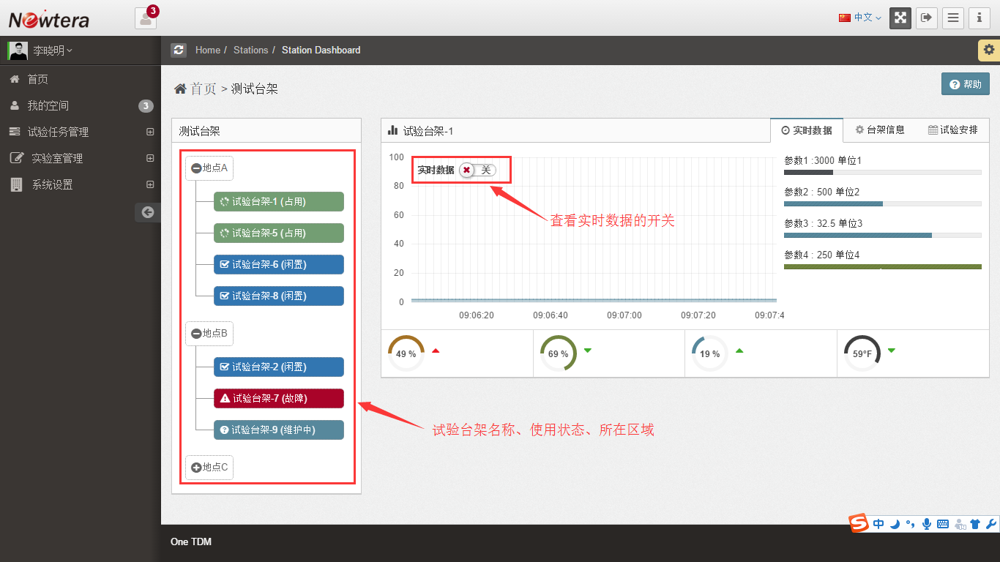 Newtera
3
中文
李晓明
Home / Stations / Station Dashboard
首页
我的空间
3
试验任务管理
实验室管理
系统设置
首页 > 测试台架
帮助
测试台架
地点A
试验台架-1 (占用)
试验台架-5 (占用)
试验台架-6 (闲置)
试验台架-8 (闲置)
地点B
试验台架-2 (闲置)
试验台架-7 (故障)
试验台架-9 (维护中)
地点C
试验台架-1
实时数据
台架信息
试验安排
100
80
60
40
20
0
实时数据 关
查看实时数据的开关
09:06:20
09:06:40
09:07:00
09:07:20
09:07:4
参数1 :3000 单位1
参数2 : 500 单位2
参数3 : 32.5 单位3
参数4 : 250 单位4
49 %
69 %
19 %
59°F
试验台架名称、使用状态、所在区域
中
One TDM